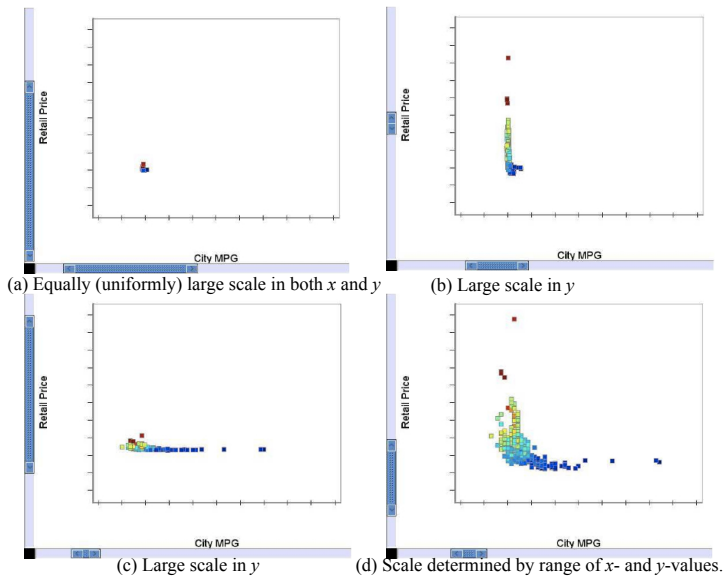 Retail Price
City MPG
(a) Equally (uniformly) large scale in both x and y
Retail Price
City MPG
(b) Large scale in y
Retail Price
City MPG
(c) Large scale in y
Retail Price
City MPG
(d) Scale determined by range of x- and y-values.